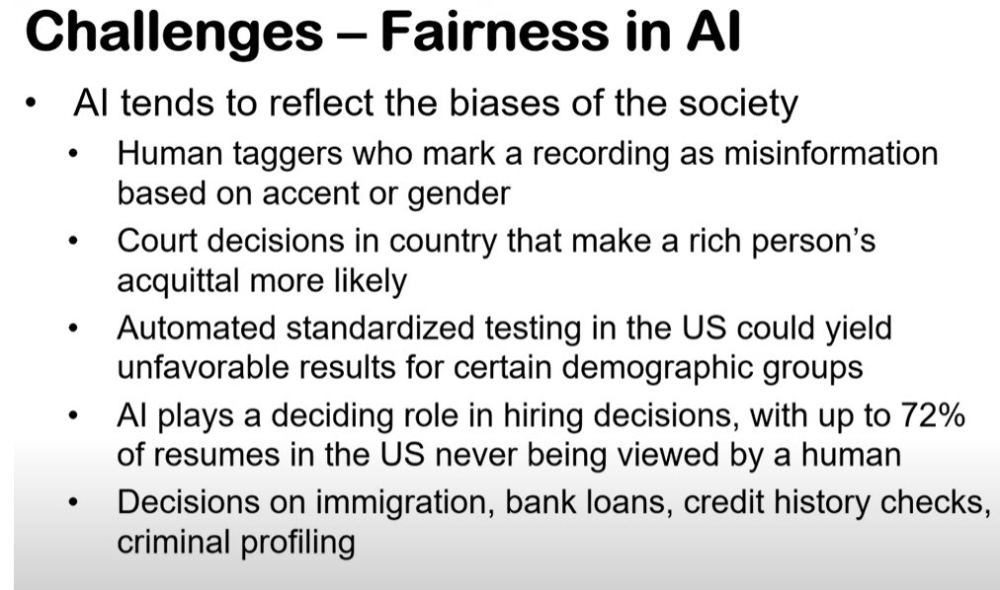 Challenges – Fairness in AI
• AI tends to reflect the biases of the society
• Human taggers who mark a recording as misinformation
based on accent or gender
• Court decisions in country that make a rich person's
acquittal more likely
• Automated standardized testing in the US could yield
unfavorable results for certain demographic groups
• AI plays a deciding role in hiring decisions, with up to 72%
of resumes in the US never being viewed by a human
• Decisions on immigration, bank loans, credit history checks,
criminal profiling